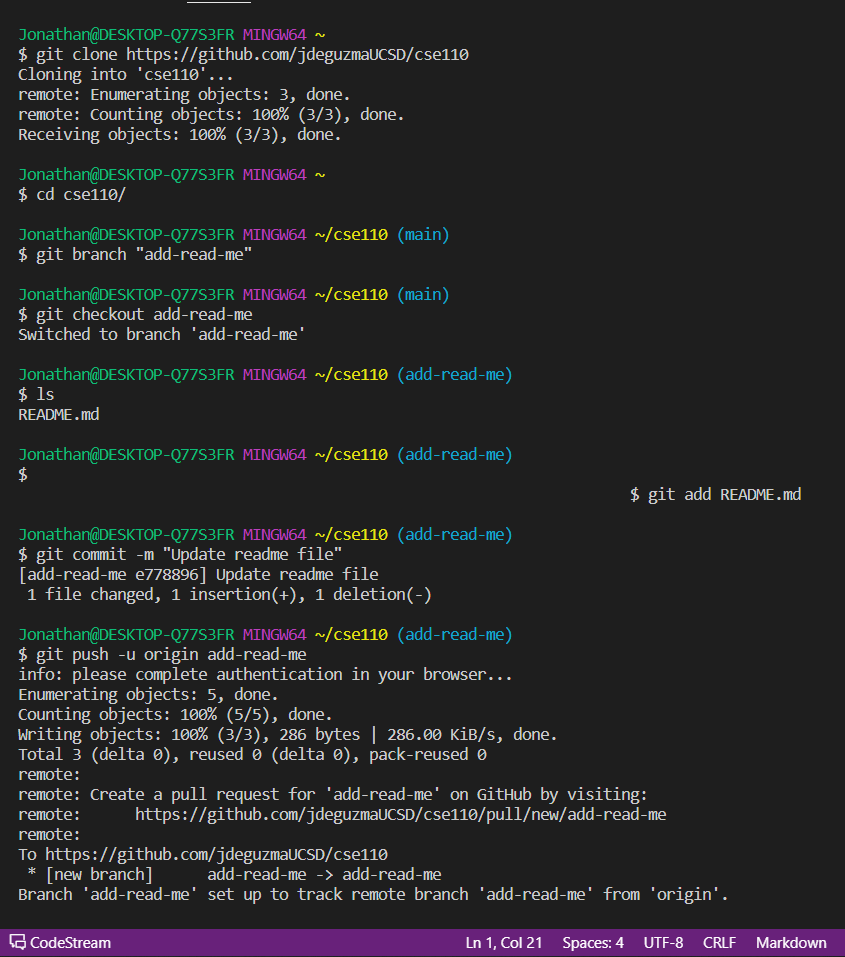 Jonathan@DESKTOP-Q77S3FR MINGW64 ~
$ git clone https://github.com/jdeguzmaUCSD/cse110
Cloning into 'cse110'...
remote: Enumerating objects: 3, done.
remote: Counting objects: 100% (3/3), done.
Receiving objects: 100% (3/3), done.
Jonathan@DESKTOP-Q77S3FR MINGW64 ~
$ cd cse110/
Jonathan@DESKTOP-Q77S3FR MINGW64 ~/cse110 (main)
$ git branch "add-read-me"
Jonathan@DESKTOP-Q77S3FR MINGW64 ~/cse110 (main)
$ git checkout add-read-me
Switched to branch 'add-read-me'
Jonathan@DESKTOP-Q77S3FR MINGW64 ~/cse110 (add-read-me)
$ ls
README.md
Jonathan@DESKTOP-Q77S3FR MINGW64 ~/cse110 (add-read-me)
$
$ git add README.md
Jonathan@DESKTOP-Q77S3FR MINGW64 ~/cse110 (add-read-me)
$ git commit -m "Update readme file"
[add-read-me e778896] Update readme file
 1 file changed, 1 insertion(+), 1 deletion(-)
Jonathan@DESKTOP-Q77S3FR MINGW64 ~/cse110 (add-read-me)
$ git push -u origin add-read-me
info: please complete authentication in your browser...
Enumerating objects: 5, done.
Counting objects: 100% (5/5), done.
Writing objects: 100% (3/3), 286 bytes | 286.00 KiB/s, done.
Total 3 (delta 0), reused 0 (delta 0), pack-reused 0
remote:
remote: Create a pull request for 'add-read-me' on GitHub by visiting:
remote:      https://github.com/jdeguzmaUCSD/cse110/pull/new/add-read-me
remote:
To https://github.com/jdeguzmaUCSD/cse110
 * [new branch]      add-read-me -> add-read-me
Branch 'add-read-me' set up to track remote branch 'add-read-me' from 'origin'.
CodeStream Ln 1, Col 21 Spaces: 4 UTF-8 CRLF Markdown